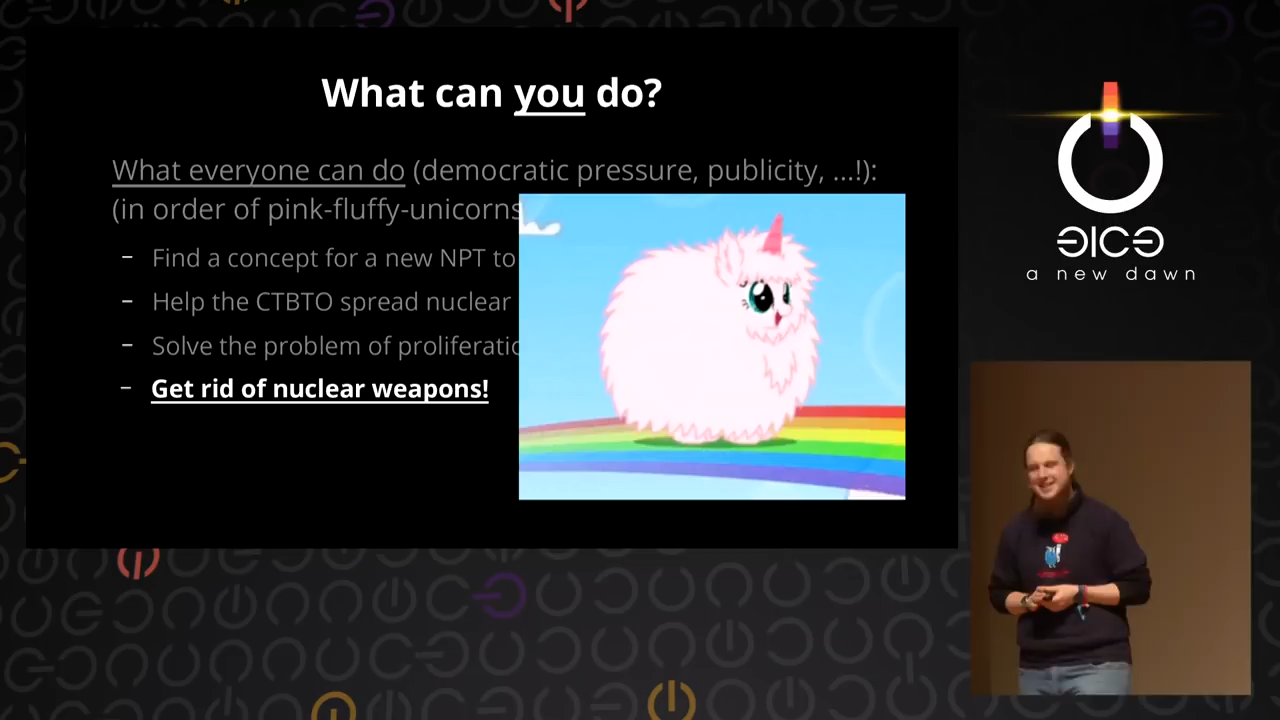 What can you do?
What everyone can do (democratic pressure, publicity, ...!):
(in order of pink-fluffy-unicorns
– Find a concept for a new NPT to
– Help the CTBTO spread nuclear
– Solve the problem of proliferatio
– Get rid of nuclear weapons!
a new dawn